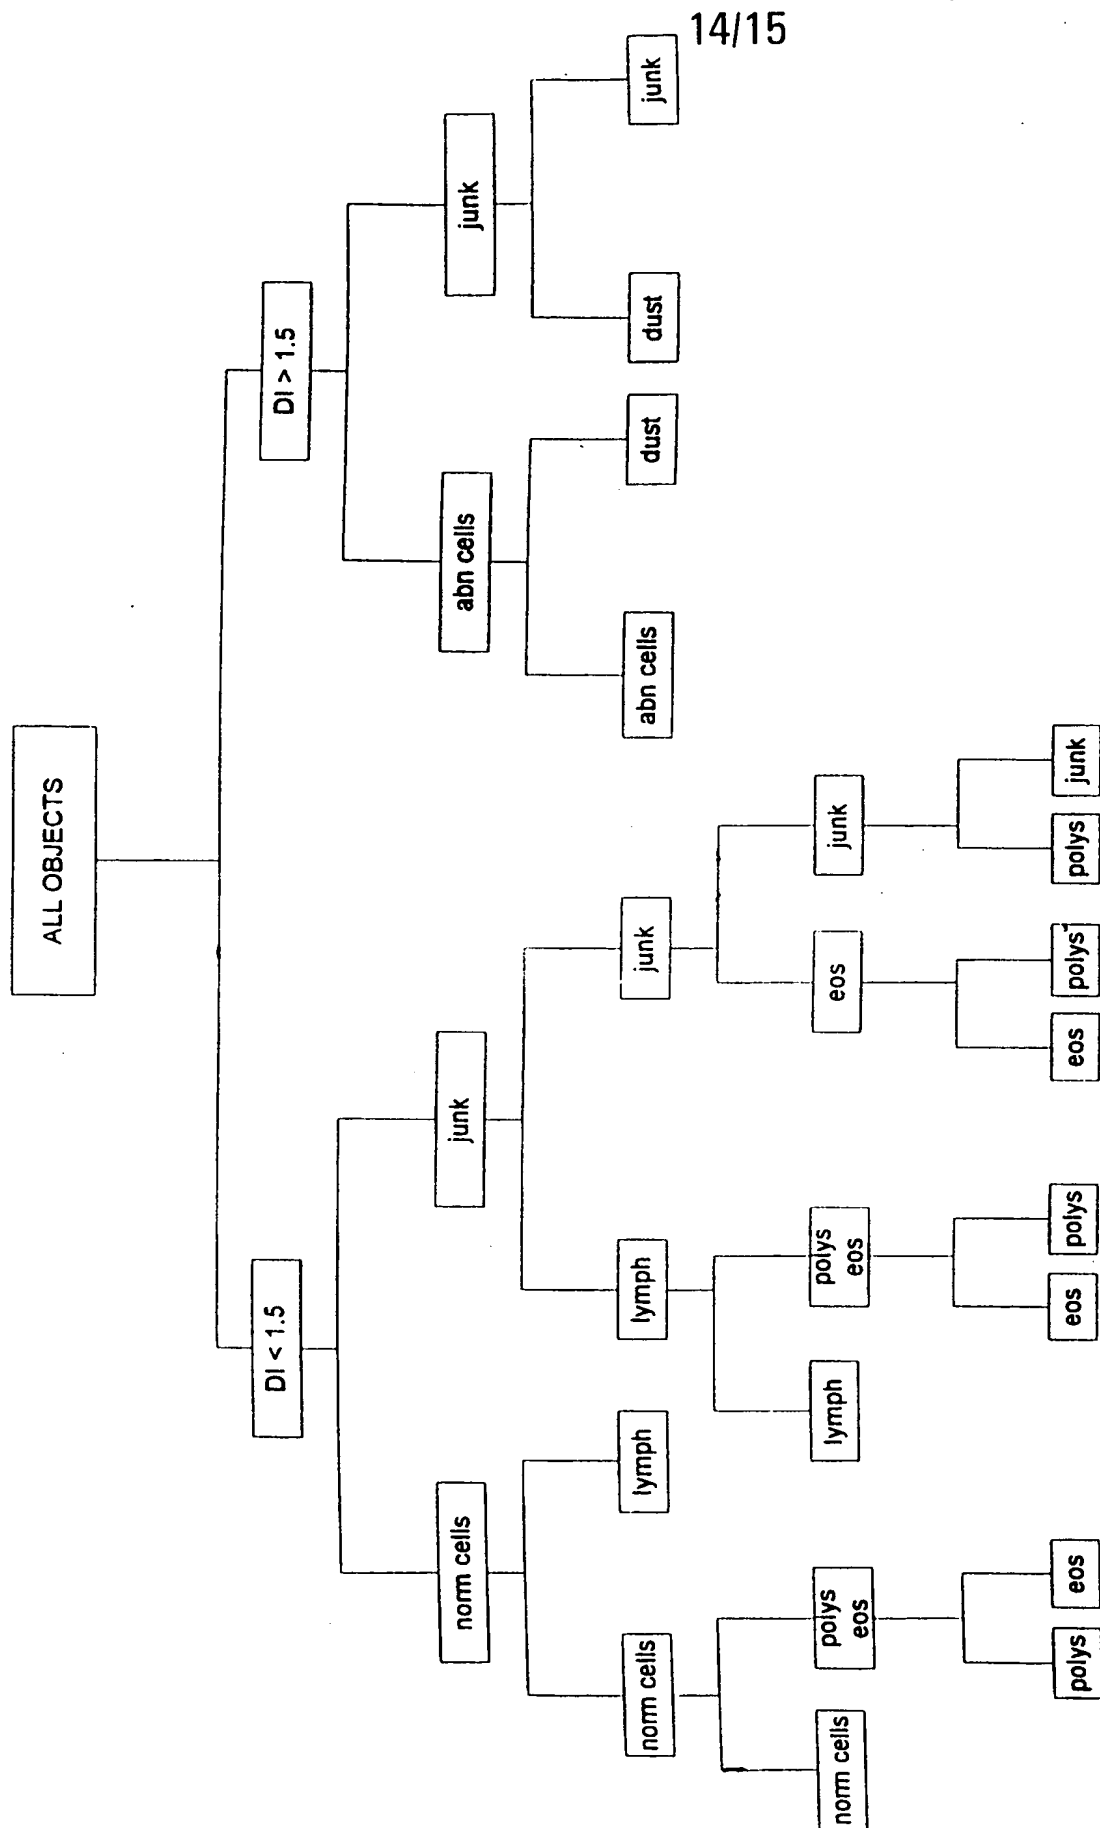 14/15
ALL OBJECTS
DI < 1.5
DI > 1.5
norm cells
junk
abn cells
junk
norm cells
lymph
lymph
junk
abn cells
dust
dust
junk
norm cells
polys
eos
lymph
polys
eos
eos
junk
polys
eos
eos
polys
eos
polys
polys
junk